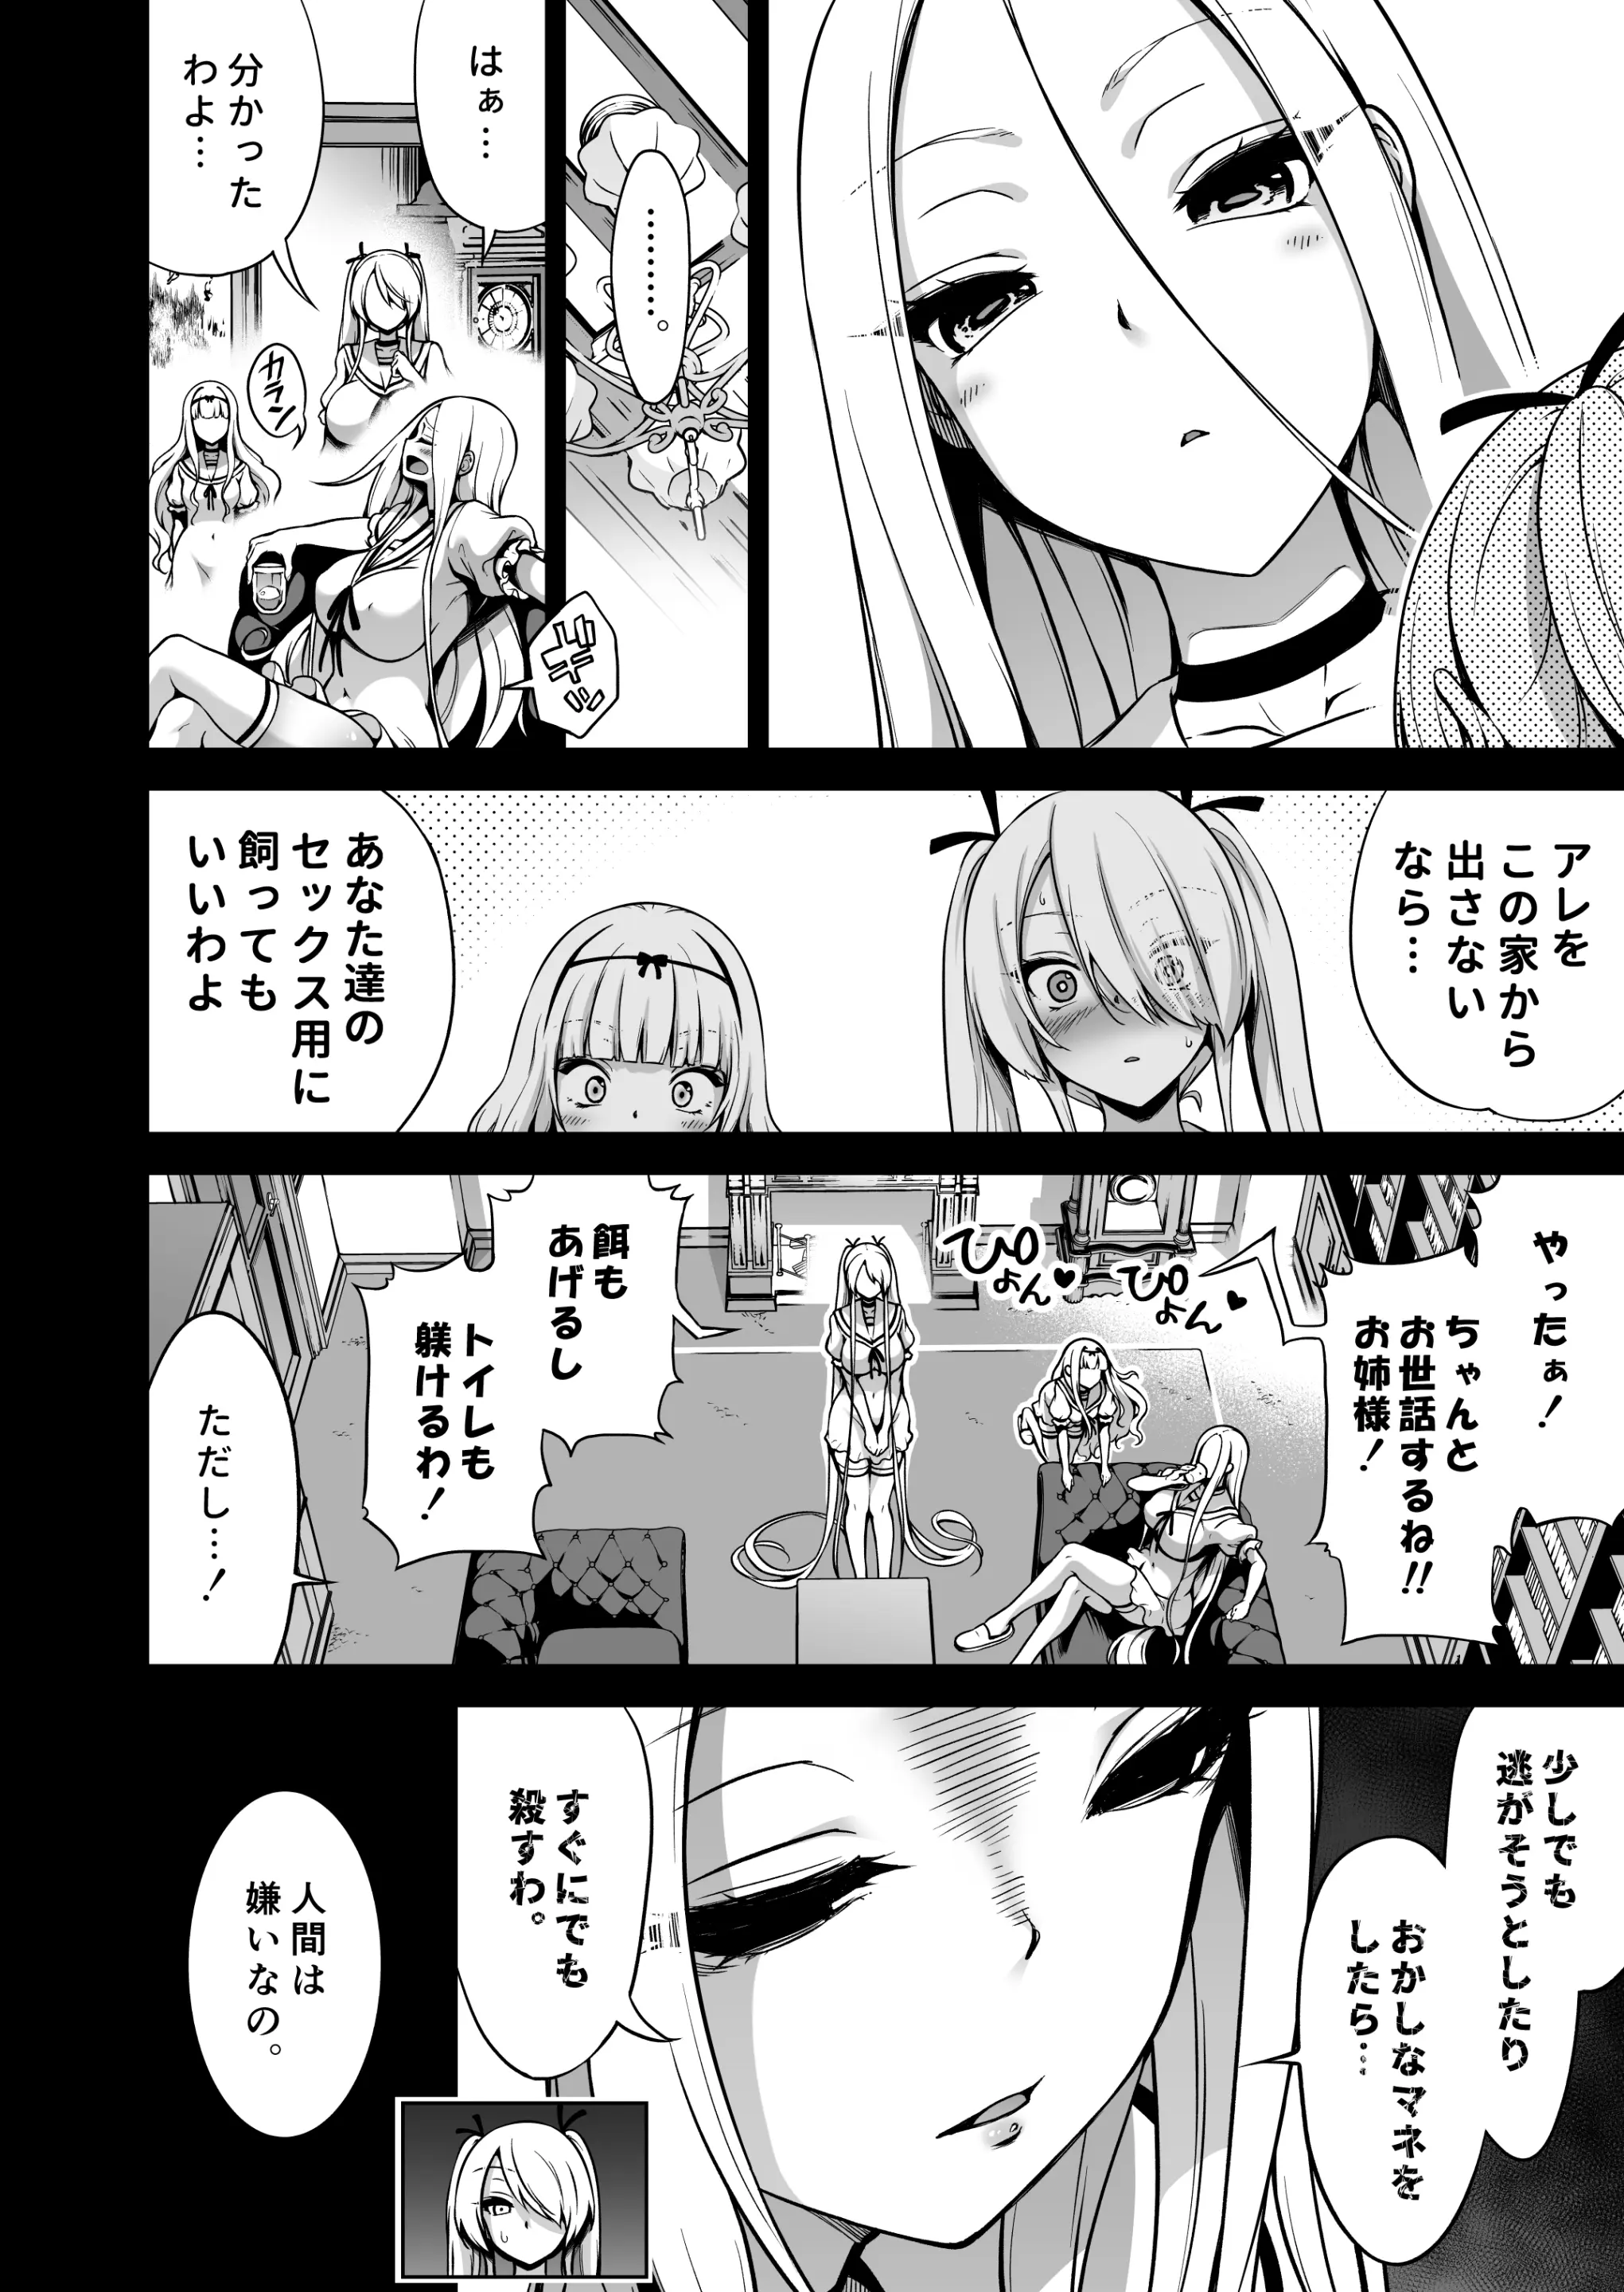 ………。
はぁ…
分かった
わよ…
カラン
ギシッ
アレを
この家から
出さない
なら…
あなた達の
セックス用に
飼っても
いいわよ
やったぁ！
ちゃんと
お世話するね!!
お姉様！
ぴょん♥
ぴょん♥
餌も
あげるし
トイレも
躾けるわ！
ただし…！
少しでも
逃がそうとしたり
おかしなマネを
したら…
すぐにでも
殺すわ。
人間は
嫌いなの。